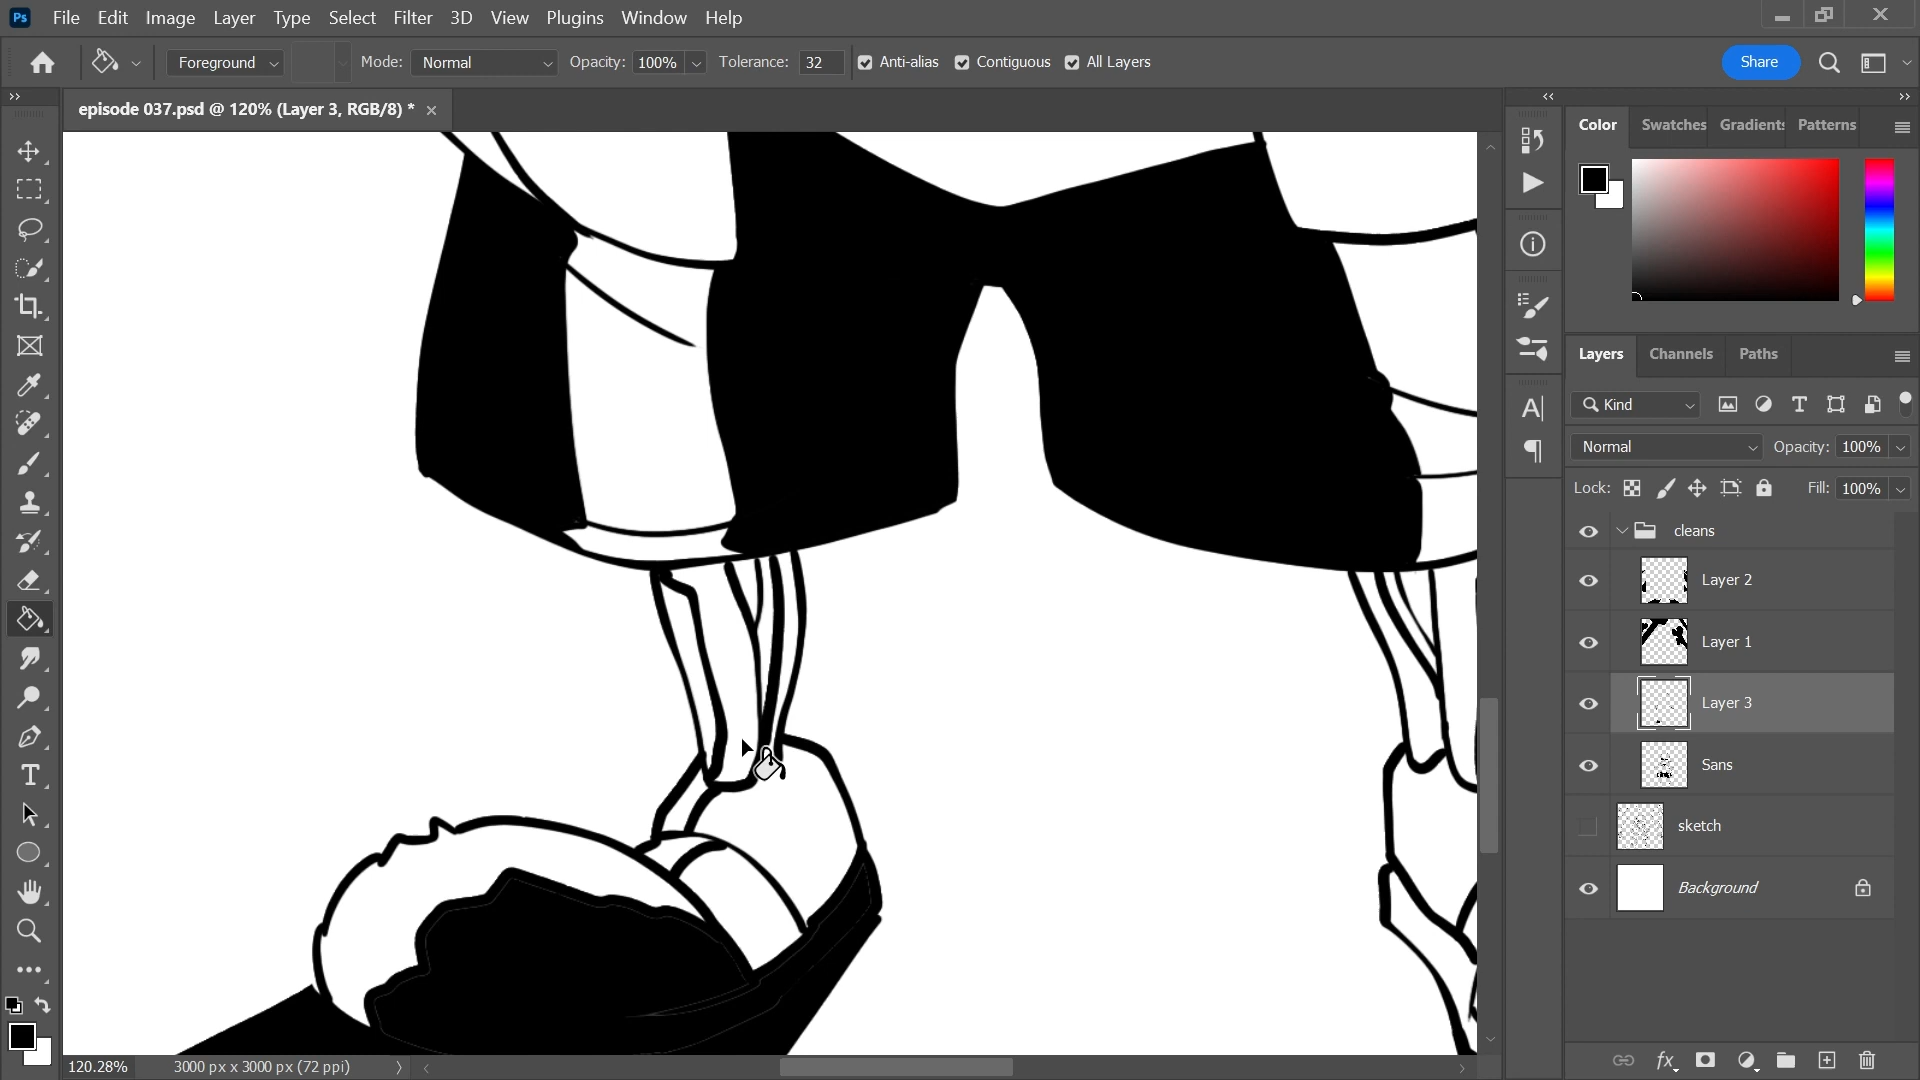 Ps File Edit Image Layer Type Select Filter 3D View Plugins Window Help
Foreground Mode: Normal Opacity: 100% Tolerance: 32 Anti-alias Contiguous All Layers Share
episode 037.psd @ 120% (Layer 3, RGB/8) *
Color Swatches Gradients Patterns
Layers Channels Paths
Kind
Normal Opacity: 100%
Lock: Fill: 100%
cleans
Layer 2
Layer 1
Layer 3
Sans
sketch
Background
120.28% 3000 px x 3000 px (72 ppi)